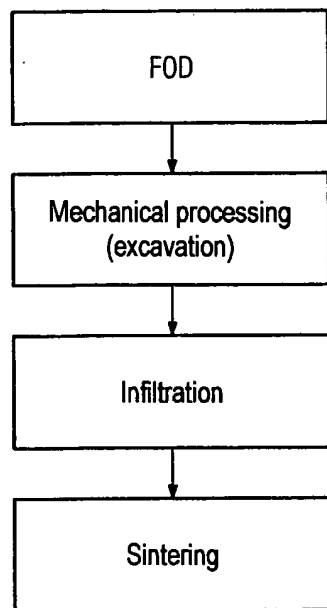 FOD
Mechanical processing
(excavation)
Infiltration
Sintering